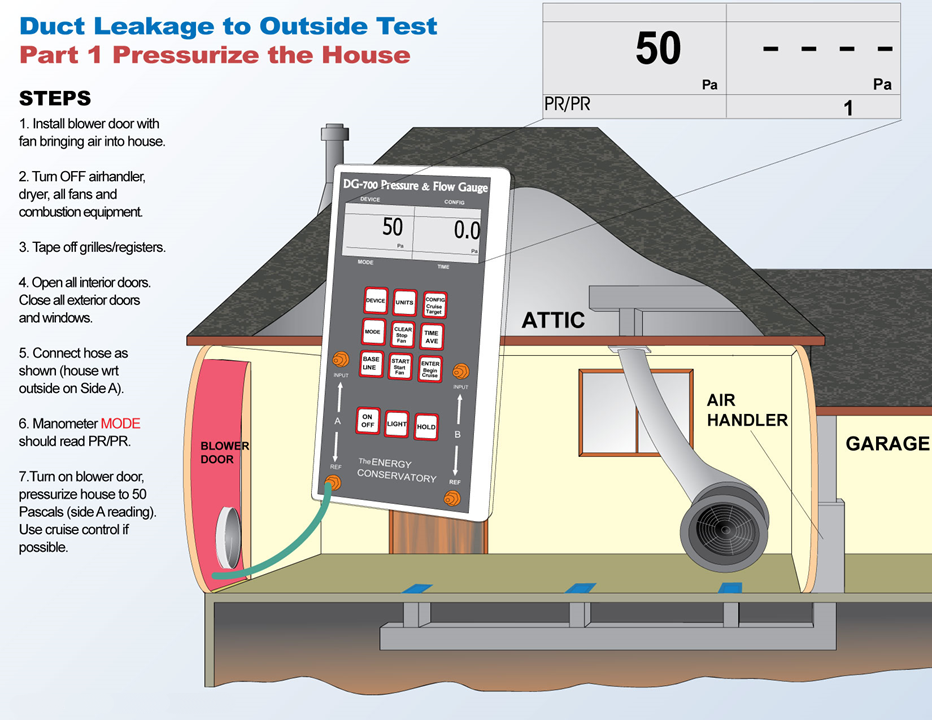 Duct Leakage to Outside Test
Part 1 Pressurize the House
STEPS
1. Install blower door with
fan bringing air into house.
2. Turn OFF airhandler,
dryer, all fans and
combustion equipment.
3. Tape off grilles/registers.
4. Open all interior doors.
Close all exterior doors
and windows.
5. Connect hose as
shown (house wrt
outside on Side A).
6. Manometer MODE
should read PR/PR.
7.Turn on blower door,
pressurize house to 50
Pascals (side A reading).
Use cruise control if
possible.
50
- - - -
Pa
Pa
PR/PR
1
DG-700 Pressure & Flow Gauge
DEVICE
CONFIG
50
0.0
Pa
Pa
MODE
TIME
DEVICE
UNITS
CONFIG
Cruise
Target
MODE
CLEAR
Stop
Fan
TIME
AVE
BASE
LINE
START
Start
Fan
ENTER
Begin
Cruise
INPUT
INPUT
A
B
ON
OFF
LIGHT
HOLD
REF
REF
The ENERGY
CONSERVATORY
ATTIC
BLOWER
DOOR
AIR
HANDLER
GARAGE